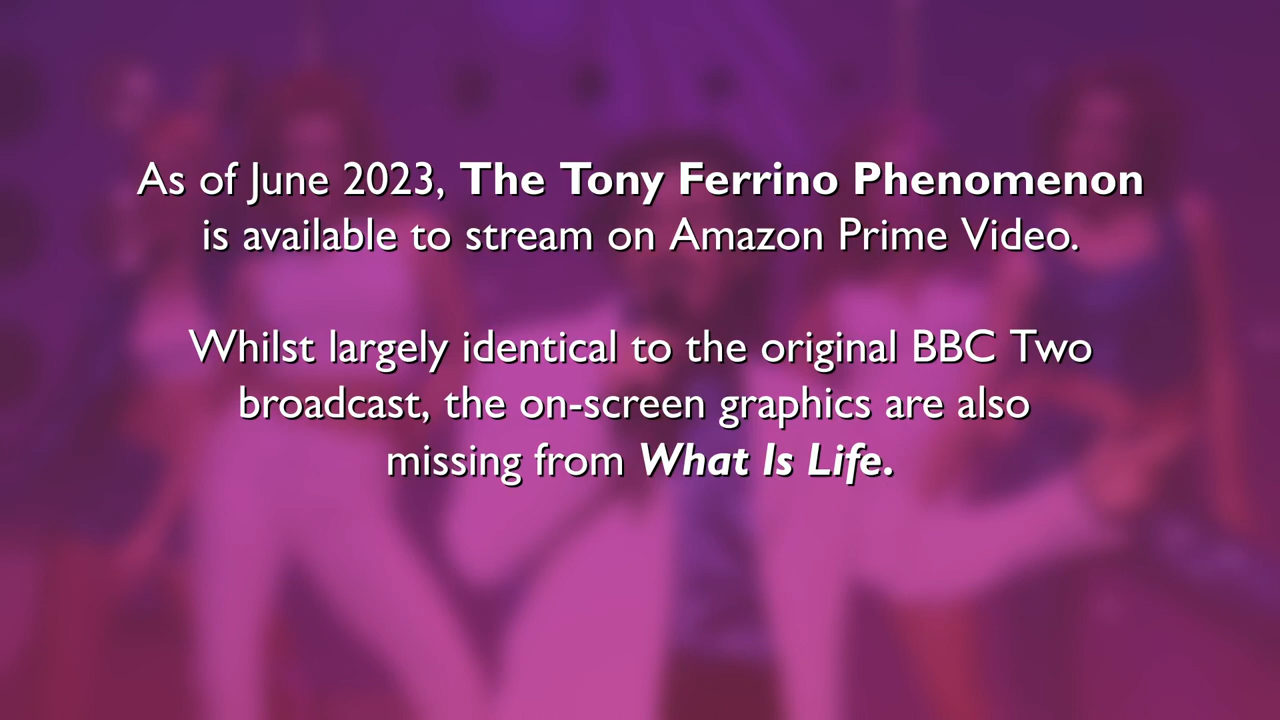 As of June 2023, The Tony Ferrino Phenomenon
is available to stream on Amazon Prime Video.
Whilst largely identical to the original BBC Two
broadcast, the on-screen graphics are also
missing from What Is Life.